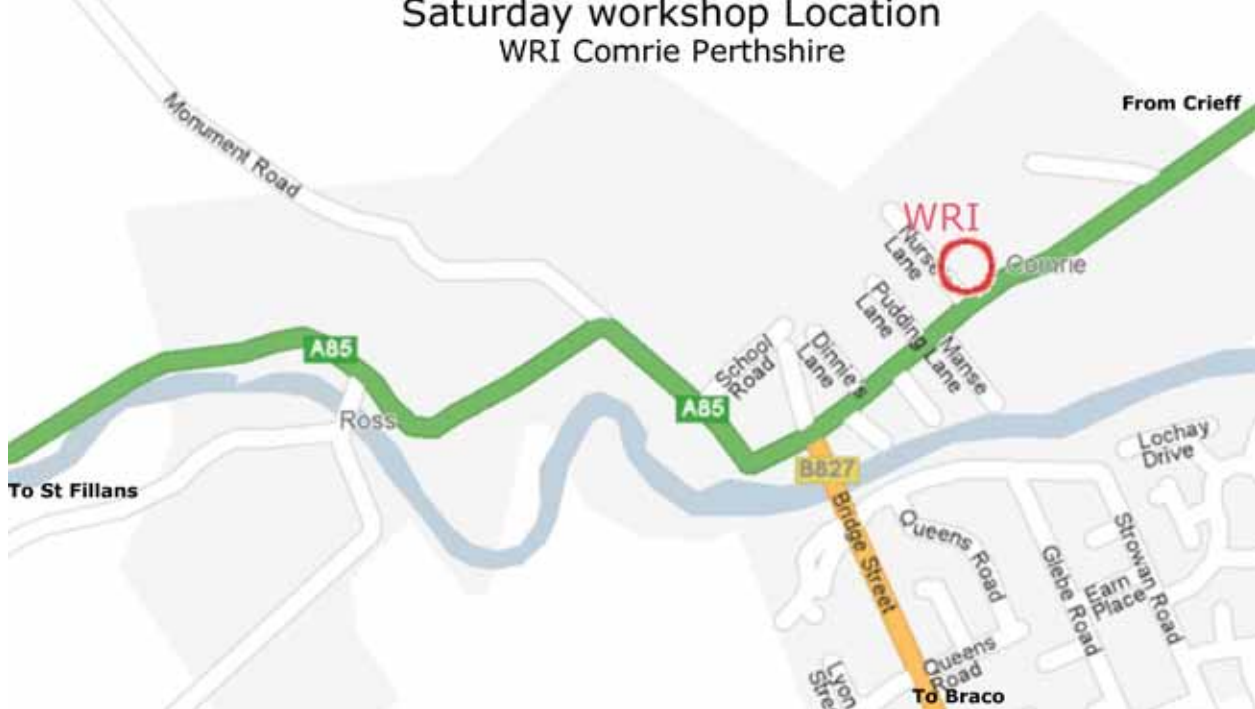 Saturday workshop Location
WRI Comrie Perthshire
From Crieff
Monument Road
WRI
Nurse
Lane
Comrie
Pudding Lane
Lane
Manse
Lane
Dinnie's
Lane
School
Road
A85
A85
Ross
B827
Lochay
Drive
To St Fillans
Bridge Street
Queens Road
Glebe Road
Strowan Road
Earn
Place
Queens
Road
Lyon
To Braco